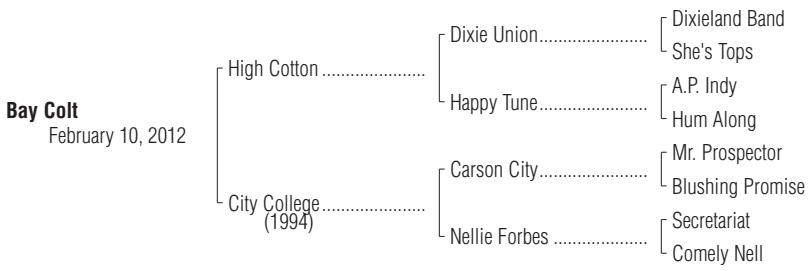 Dixieland Band
Dixie Union........................
She's Tops
High Cotton .......................
A.P. Indy
Happy Tune........................
Hum Along
Bay Colt
February 10, 2012
Mr. Prospector
Carson City........................
Blushing Promise
City College.......................
(1994)
Secretariat
Nellie Forbes .....................
Comely Nell